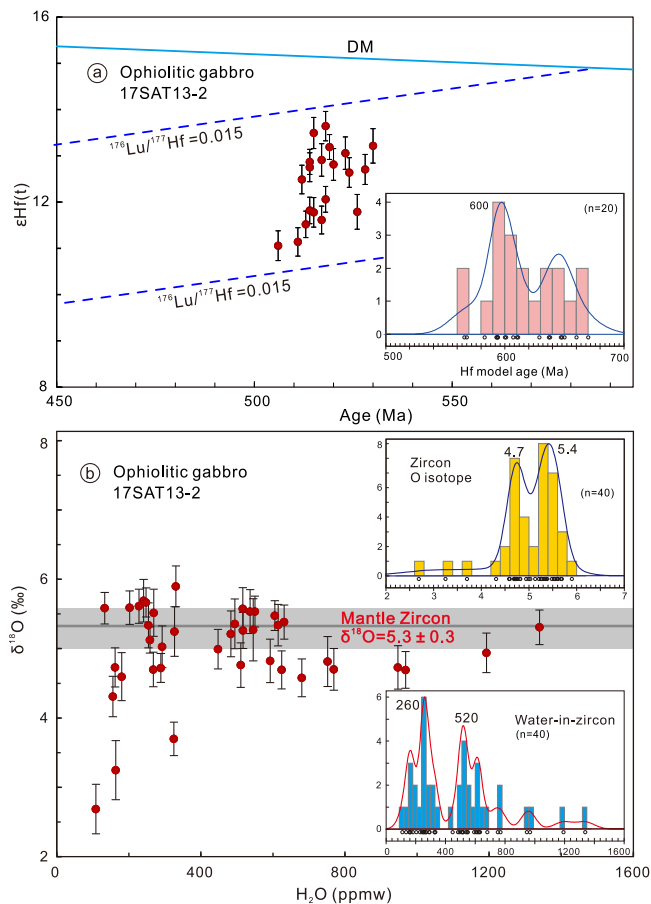 16
12
8
4
εHf(t)
DM
ⓐ Ophiolitic gabbro
17SAT13-2
¹⁷⁶Lu/¹⁷⁷Hf =0.015
¹⁷⁶Lu/¹⁷⁷Hf =0.015
450 500 550
Age (Ma)
600
(n=20)
4
3
2
1
0
500 600 700
Hf model age (Ma)
8
6
4
2
δ¹⁸O (‰)
ⓑ Ophiolitic gabbro
17SAT13-2
Zircon
O isotope
4.7 5.4
(n=40)
8
6
4
2
0
2 3 4 5 6 7
Mantle Zircon
δ¹⁸O=5.3 ± 0.3
260
520
Water-in-zircon
(n=40)
6
4
2
0
0 400 800 1200 1600
0 200 400 600 800 1200 1600
H₂O (ppmw)